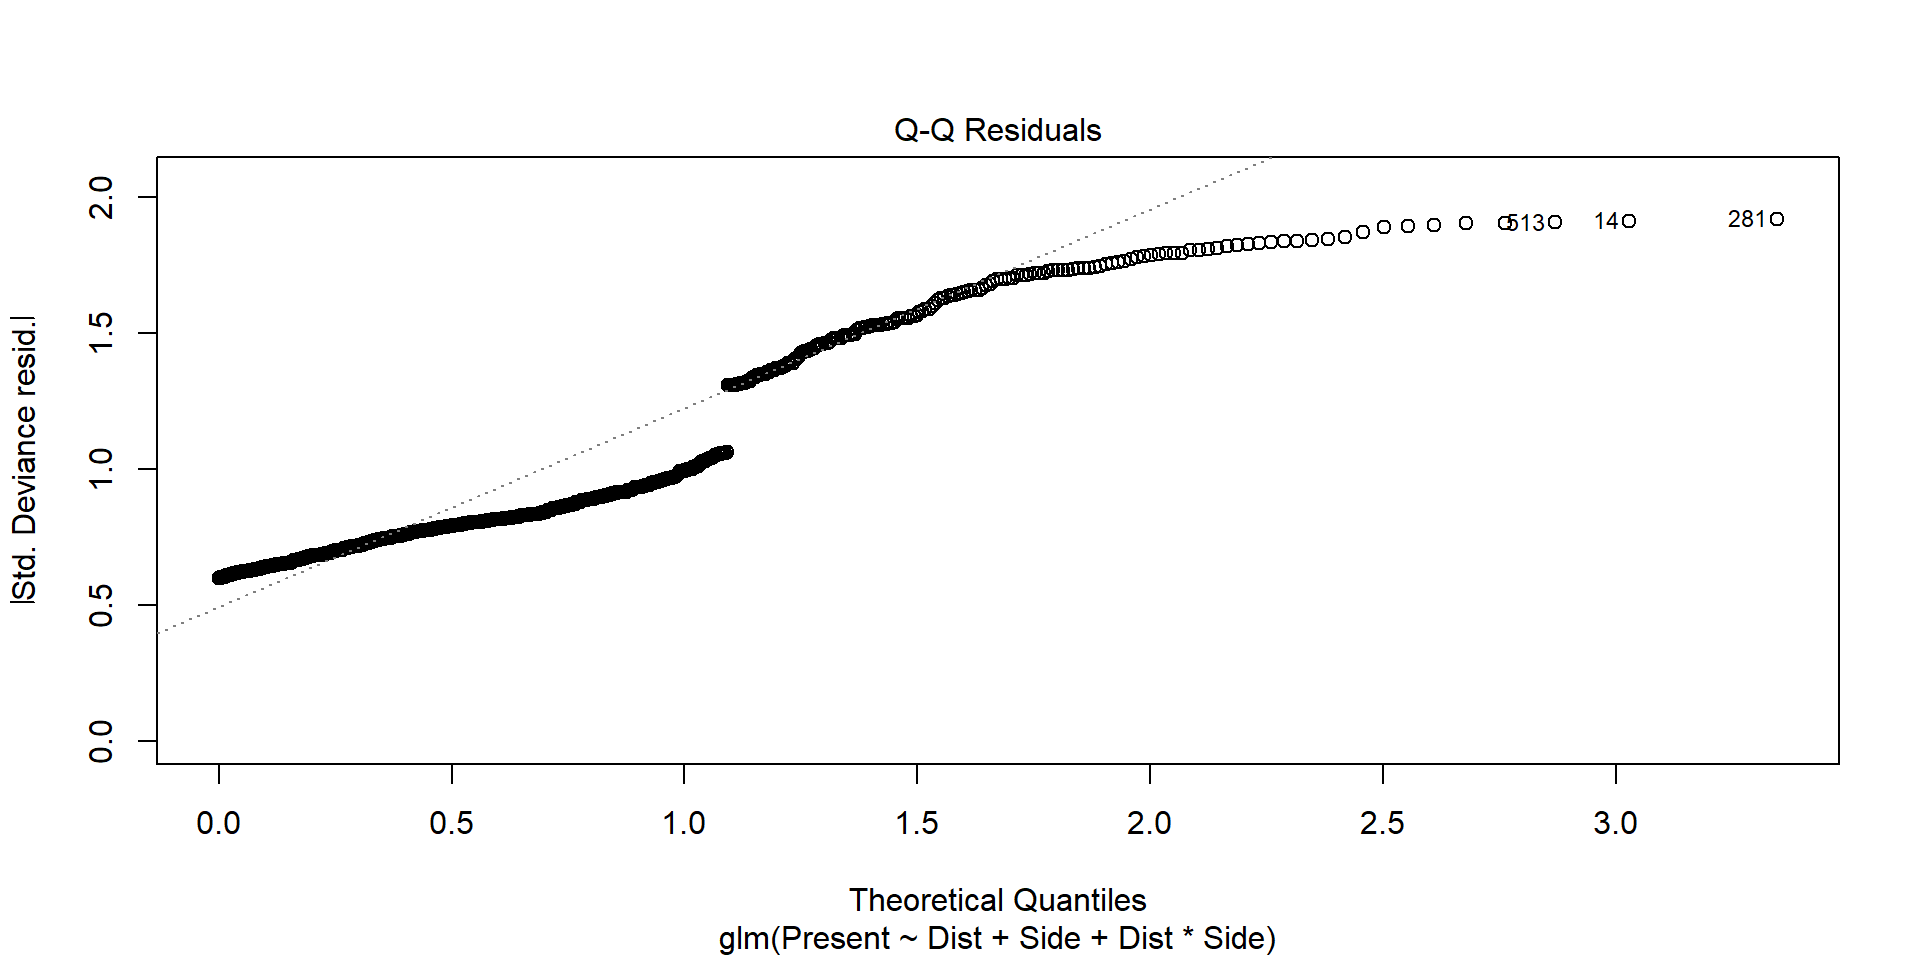 Q-Q Residuals
|Std. Deviance resid.|
2.0
1.5
1.0
0.5
0.0
513
14
281
0.0 0.5 1.0 1.5 2.0 2.5 3.0
Theoretical Quantiles
glm(Present ~ Dist + Side + Dist * Side)